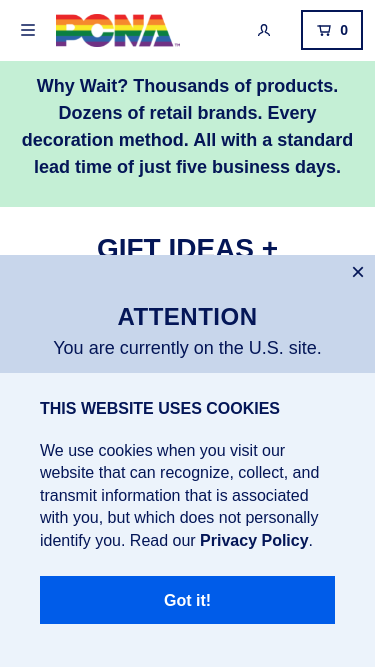 PCNA™
0
Why Wait? Thousands of products.
Dozens of retail brands. Every
decoration method. All with a standard
lead time of just five business days.
GIFT IDEAS +
×
ATTENTION
You are currently on the U.S. site.
THIS WEBSITE USES COOKIES
We use cookies when you visit our
website that can recognize, collect, and
transmit information that is associated
with you, but which does not personally
identify you. Read our Privacy Policy.
Got it!